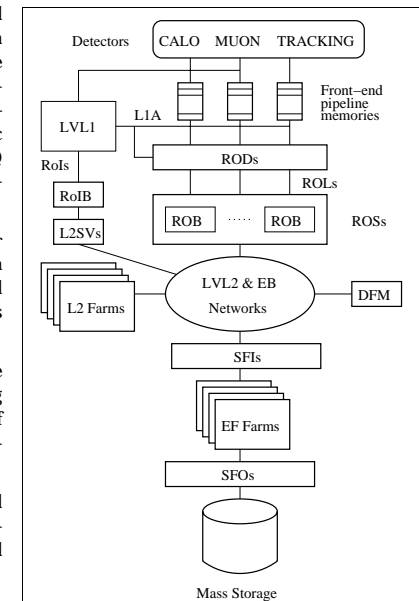 Detectors
CALO MUON TRACKING
Front−end
pipeline
memories
L1A
LVL1
RoIs
RODs
ROLs
RoIB
ROB ..... ROB
ROSs
L2SVs
LVL2 & EB
Networks
L2 Farms
DFM
SFIs
EF Farms
SFOs
Mass Storage